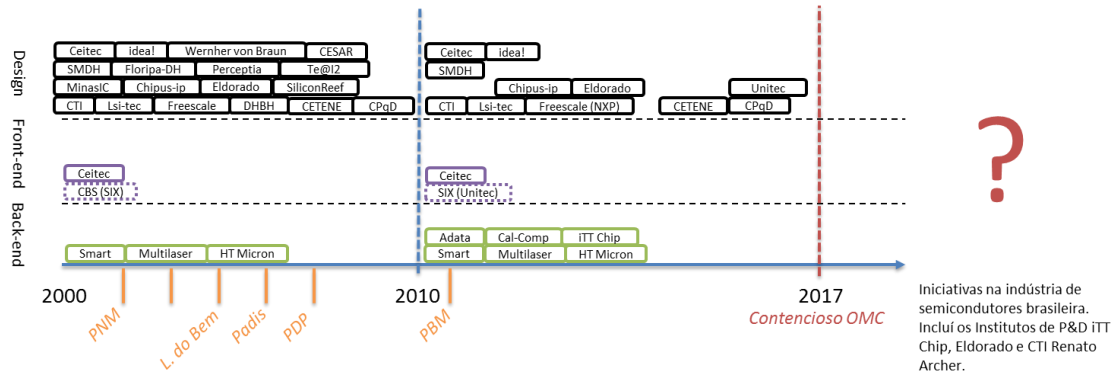 Design
Ceitec idea! Wernher von Braun CESAR
SMDH Floripa-DH Perceptia Te@I2
MinasIC Chipus-ip Eldorado SiliconReef
CTI Lsi-tec Freescale DHBH CETENE CPqD
Ceitec idea!
SMDH
Chipus-ip Eldorado Unitec
CTI Lsi-tec Freescale (NXP) CETENE CPqD
Front-end
Ceitec
CBS (SIX)
Ceitec
SIX (Unitec)
?
Back-end
Smart Multilaser HT Micron
Adata Cal-Comp iTT Chip
Smart Multilaser HT Micron
2000 2010 2017
PNM
L. do Bem
Padis
PDP
PBM
Contencioso OMC
Iniciativas na indústria de
semicondutores brasileira.
Incluí os Institutos de P&D iTT
Chip, Eldorado e CTI Renato
Archer.